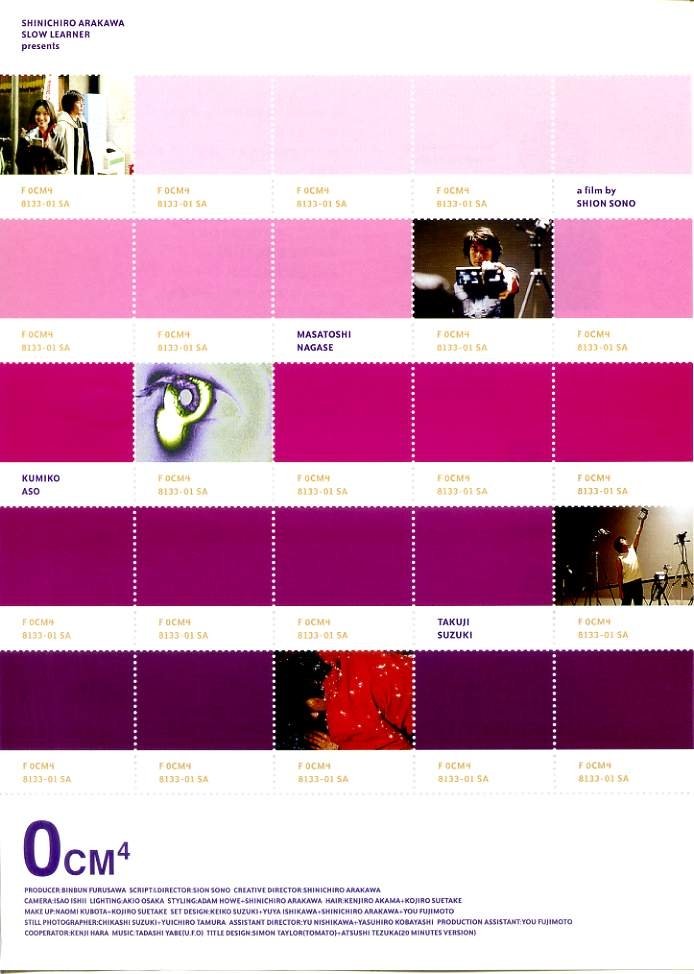 SHINICHIRO ARAKAWA
SLOW LEARNER
presents
F 0CM4 F 0CM4 F 0CM4 F 0CM4 a film by
8133-01 SA 8133-01 SA 8133-01 SA 8133-01 SA SHION SONO
F 0CM4 F 0CM4 MASATOSHI F 0CM4 F 0CM4
8133-01 SA 8133-01 SA NAGASE 8133-01 SA 8133-01 SA
KUMIKO F 0CM4 F 0CM4 F 0CM4 F 0CM4
ASO 8133-01 SA 8133-01 SA 8133-01 SA 8133-01 SA
F 0CM4 F 0CM4 F 0CM4 TAKUJI F 0CM4
8133-01 SA 8133-01 SA 8133-01 SA SUZUKI 8133-01 SA
F 0CM4 F 0CM4 F 0CM4 F 0CM4 F 0CM4
8133-01 SA 8133-01 SA 8133-01 SA 8133-01 SA 8133-01 SA
0CM⁴
PRODUCER:BINBUN FURUSAWA SCRIPT&DIRECTOR:SION SONO CREATIVE DIRECTOR:SHINICHIRO ARAKAWA
CAMERA:ISAO ISHII LIGHTING:AKIO OSAKA STYLING:ADAM HOWE+SHINICHIRO ARAKAWA HAIR:KENJIRO AKAMA+KOJIRO SUETAKE
MAKE UP:NAOMI KUBOTA+KOJIRO SUETAKE SET DESIGN:KEIKO SUZUKI+YUYA ISHIKAWA+SHINICHIRO ARAKAWA+YOU FUJIMOTO
STILL PHOTOGRAPHER:CHIKASHI SUZUKI+YUICHIRO TAMURA ASSISTANT DIRECTOR:YU NISHIKAWA+YASUHIRO KOBAYASHI PRODUCTION ASSISTANT:YOU FUJIMOTO
COOPERATOR:KENJI HARA MUSIC:TADASHI YABE(U.F.O) TITLE DESIGN:SIMON TAYLOR(TOMATO)+ATSUSHI TEZUKA(20 MINUTES VERSION)